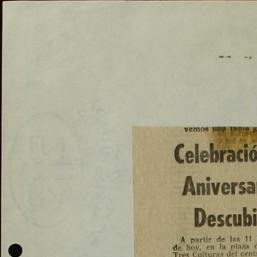 vemos una
Celebració
Aniversa
Descubi
A partir de las 11
de hoy, en la plaza d
Tres Culturas del cent